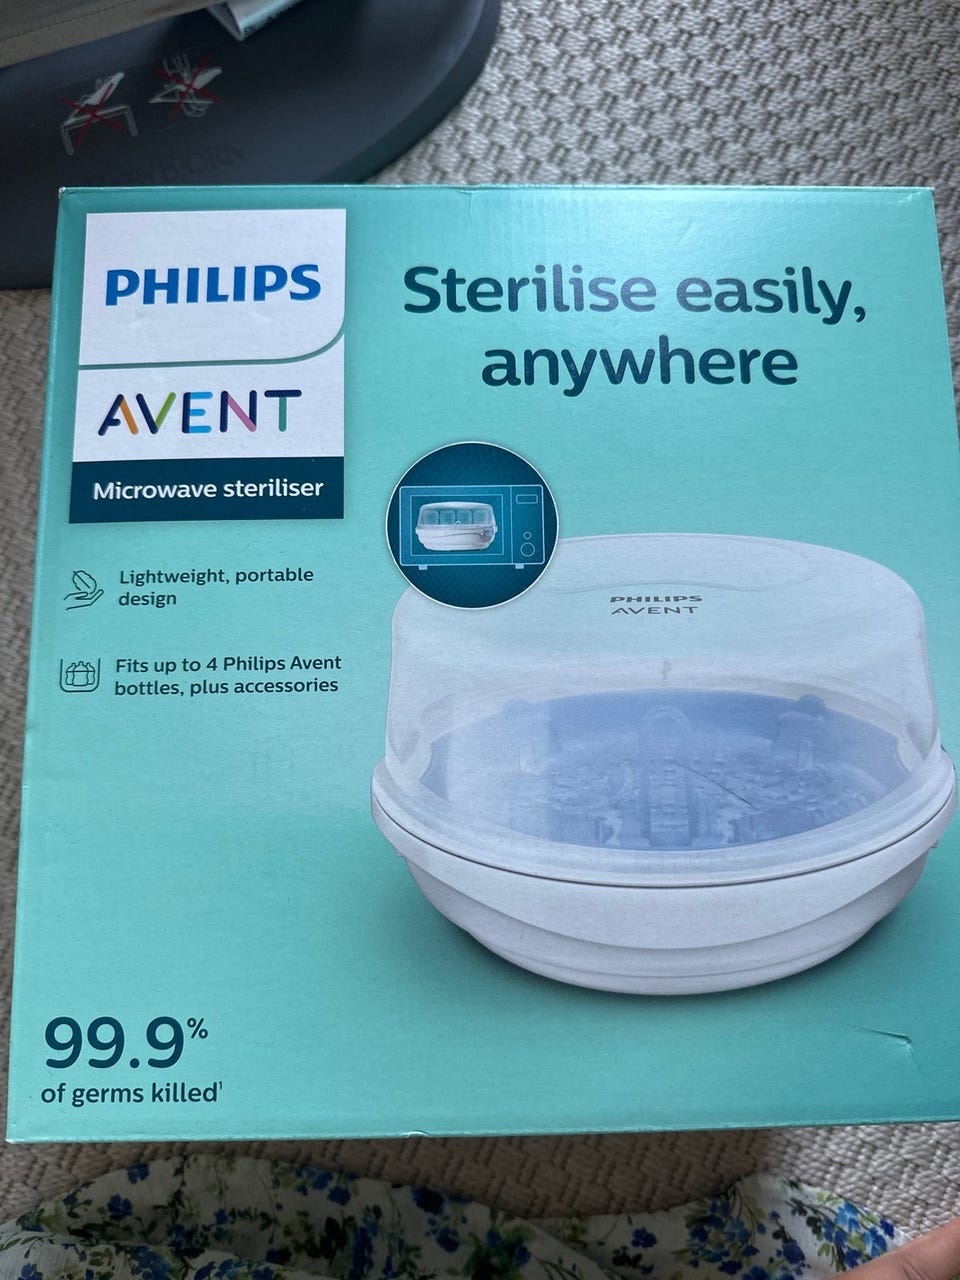 BABYBJÖRN
PHILIPS
AVENT
Microwave steriliser
Sterilise easily,
anywhere
Lightweight, portable
design
Fits up to 4 Philips Avent
bottles, plus accessories
PHILIPS
AVENT
99.9%
of germs killed¹